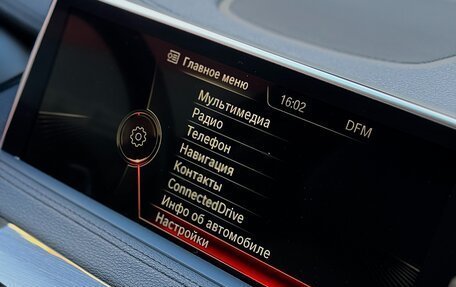 Главное меню
16:02
DFM
Мультимедиа
Радио
Телефон
Навигация
Контакты
ConnectedDrive
Инфо об автомобиле
Настройки